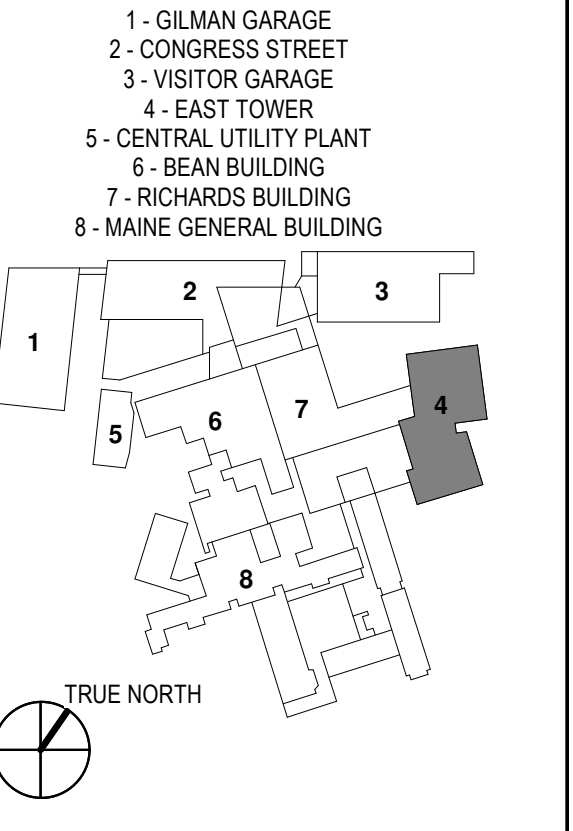 1 - GILMAN GARAGE
2 - CONGRESS STREET
3 - VISITOR GARAGE
4 - EAST TOWER
5 - CENTRAL UTILITY PLANT
6 - BEAN BUILDING
7 - RICHARDS BUILDING
8 - MAINE GENERAL BUILDING
2
3
1
4
7
6
5
8
TRUE NORTH